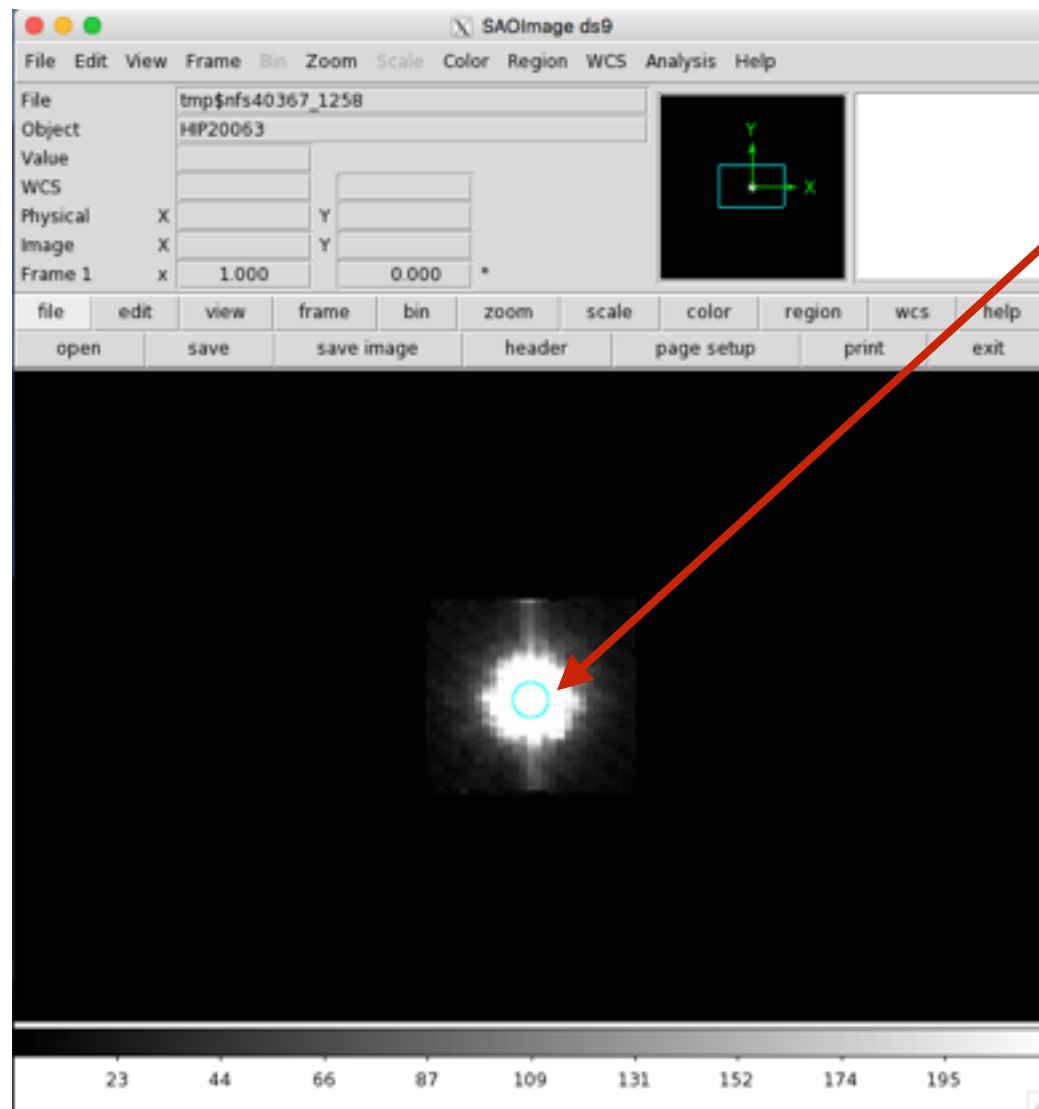 SAOImage ds9
File Edit View Frame Bin Zoom Scale Color Region WCS Analysis Help
File tmp$nfs40367_1258
Object HIP20063
Value
WCS
Physical X Y
Image X Y
Frame 1 x 1.000 0.000 °
Y
X
file edit view frame bin zoom scale color region wcs help
open save save image header page setup print exit
23 44 66 87 109 131 152 174 195